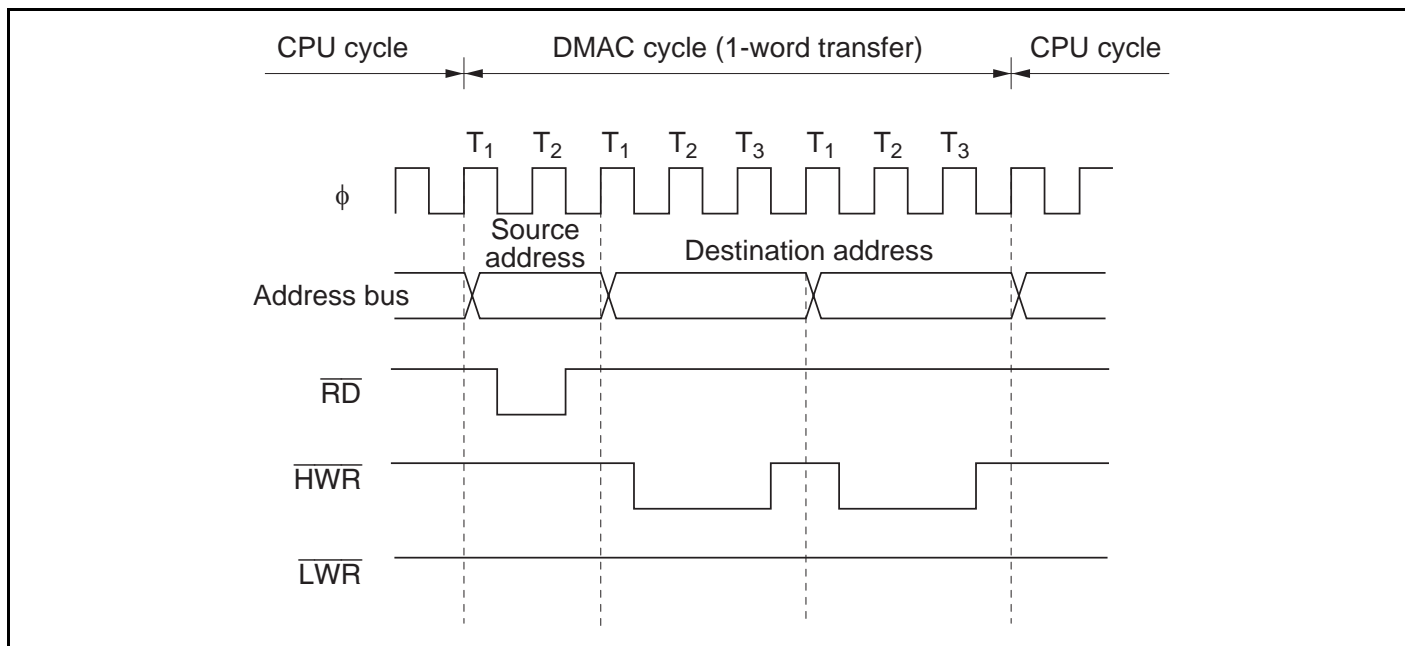 CPU cycle DMAC cycle (1-word transfer) CPU cycle
T1 T2 T1 T2 T3 T1 T2 T3
ϕ
Source
address Destination address
Address bus
RD
HWR
LWR